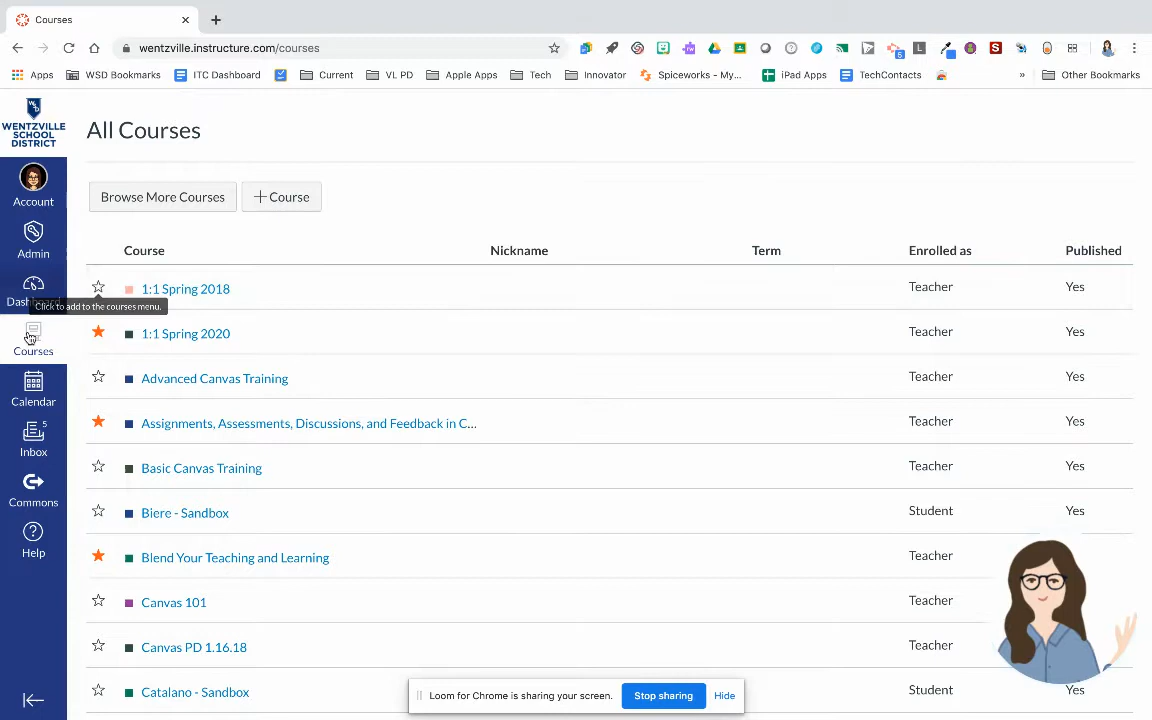 Courses
wentzville.instructure.com/courses
5
Apps
WSD Bookmarks
ITC Dashboard
Current
VL PD
Apple Apps
Tech
Innovator
Spiceworks - My...
iPad Apps
TechContacts
»
Other Bookmarks
WSD
WENTZVILLE
SCHOOL
DISTRICT
Account
Admin
Dashboard
Click to add to the courses menu.
Courses
Calendar
5
Inbox
Commons
Help
All Courses
Browse More Courses
+ Course
Course Nickname Term Enrolled as Published
1:1 Spring 2018 Teacher Yes
1:1 Spring 2020 Teacher Yes
Advanced Canvas Training Teacher Yes
Assignments, Assessments, Discussions, and Feedback in C... Teacher Yes
Basic Canvas Training Teacher Yes
Biere - Sandbox Student Yes
Blend Your Teaching and Learning Teacher
Canvas 101 Teacher
Canvas PD 1.16.18 Teacher
Catalano - Sandbox Student Yes
Loom for Chrome is sharing your screen.
Stop sharing
Hide